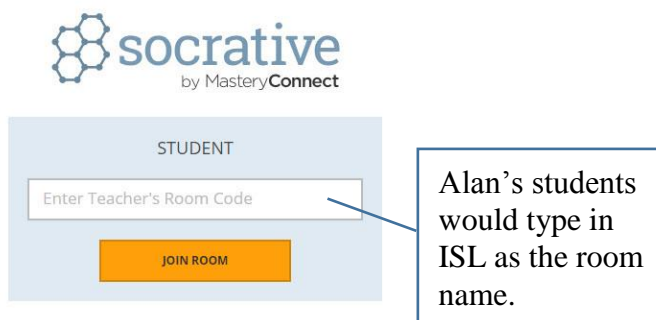 socrative
by MasteryConnect
STUDENT
Enter Teacher's Room Code
JOIN ROOM
Alan’s students
would type in
ISL as the room
name.